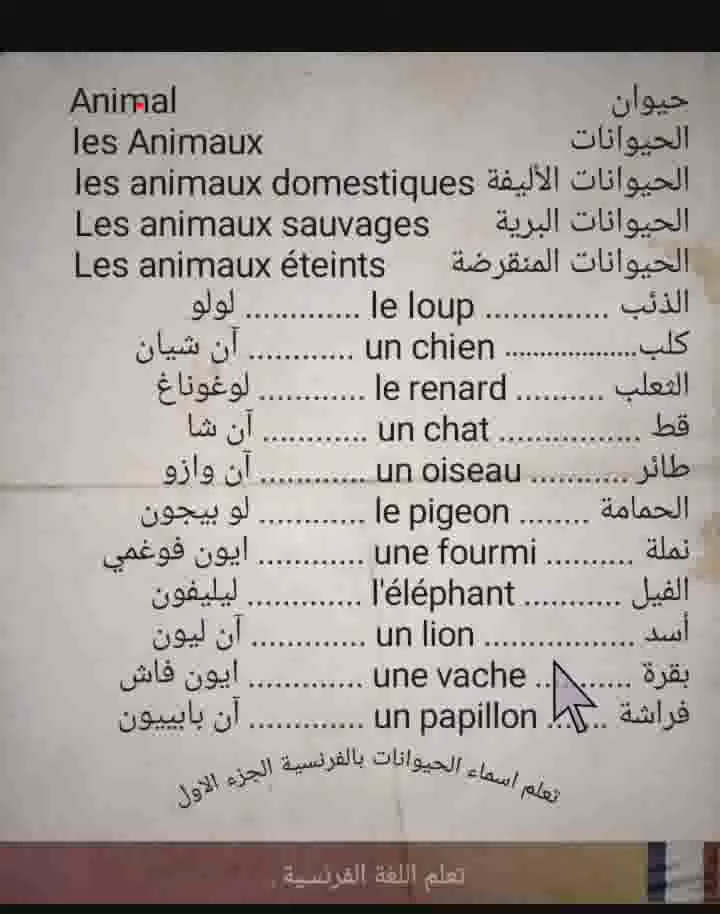 Animal حيوان
les Animaux الحيوانات
les animaux domestiques الحيوانات الأليفة
Les animaux sauvages الحيوانات البرية
Les animaux éteints الحيوانات المنقرضة
الذئب .............. le loup ............. لولو
كلب ................... un chien ............ آن شيان
الثعلب .......... le renard ............ لوغوناغ
قط ................ un chat ............ آن شا
طائر ........... un oiseau ............ آن وازو
الحمامة ........ le pigeon ............ لو بيجون
نملة .......... une fourmi ............ ايون فوغمي
الفيل ........... l'éléphant ............. ليليفون
أسد ................. un lion ............. آن ليون
بقرة ........... une vache ............. ايون فاش
فراشة ....... un papillon ............. آن بابييون
تعلم اسماء الحيوانات بالفرنسية الجزء الاول
تعلم اللغة الفرنسية .